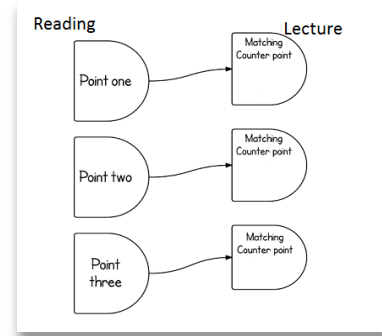 Reading
Lecture
Point one
Matching
Counter point
Point two
Matching
Counter point
Point
three
Matching
Counter point